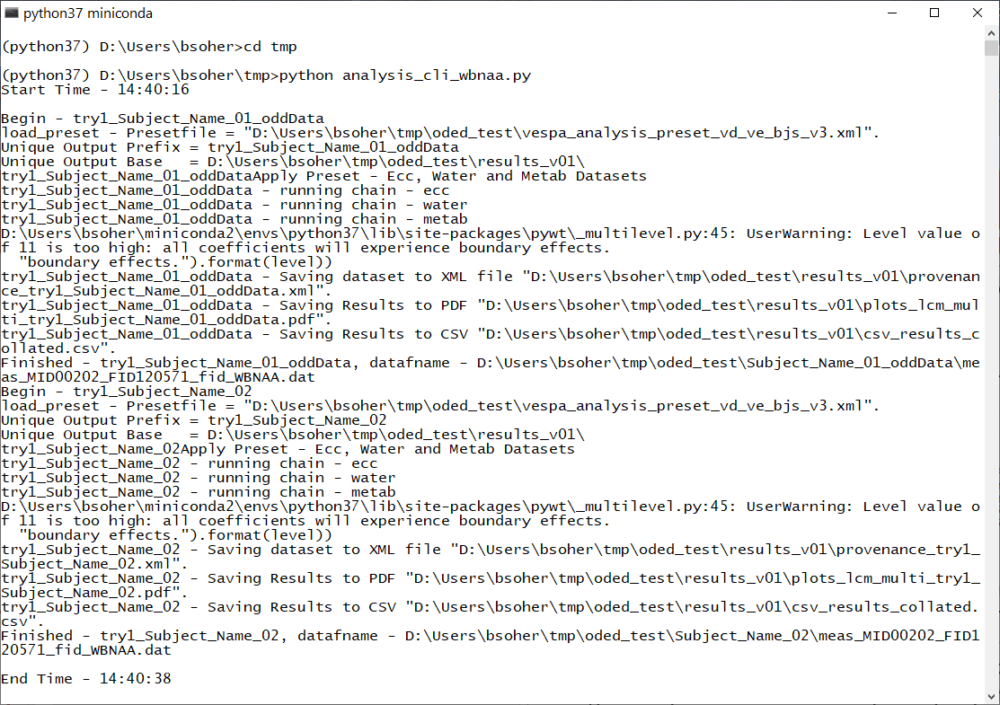 python37 miniconda
(python37) D:\Users\bsoher>cd tmp
(python37) D:\Users\bsoher\tmp>python analysis_cli_wbnaa.py
Start Time - 14:40:16
Begin - try1_Subject_Name_01_oddData
load_preset - Presetfile = "D:\Users\bsoher\tmp\oded_test\vespa_analysis_preset_vd_ve_bjs_v3.xml".
Unique Output Prefix = try1_Subject_Name_01_oddData
Unique Output Base   = D:\Users\bsoher\tmp\oded_test\results_v01\
try1_Subject_Name_01_oddDataApply Preset - Ecc, Water and Metab Datasets
try1_Subject_Name_01_oddData - running chain - ecc
try1_Subject_Name_01_oddData - running chain - water
try1_Subject_Name_01_oddData - running chain - metab
D:\Users\bsoher\miniconda2\envs\python37\lib\site-packages\pywt\_multilevel.py:45: UserWarning: Level value o
f 11 is too high: all coefficients will experience boundary effects.
  "boundary effects.").format(level))
try1_Subject_Name_01_oddData - Saving dataset to XML file "D:\Users\bsoher\tmp\oded_test\results_v01\provenan
ce_try1_Subject_Name_01_oddData.xml".
try1_Subject_Name_01_oddData - Saving Results to PDF "D:\Users\bsoher\tmp\oded_test\results_v01\plots_lcm_mul
ti_try1_Subject_Name_01_oddData.pdf".
try1_Subject_Name_01_oddData - Saving Results to CSV "D:\Users\bsoher\tmp\oded_test\results_v01\csv_results_c
ollated.csv".
Finished - try1_Subject_Name_01_oddData, datafname - D:\Users\bsoher\tmp\oded_test\Subject_Name_01_oddData\me
as_MID00202_FID120571_fid_WBNAA.dat
Begin - try1_Subject_Name_02
load_preset - Presetfile = "D:\Users\bsoher\tmp\oded_test\vespa_analysis_preset_vd_ve_bjs_v3.xml".
Unique Output Prefix = try1_Subject_Name_02
Unique Output Base   = D:\Users\bsoher\tmp\oded_test\results_v01\
try1_Subject_Name_02Apply Preset - Ecc, Water and Metab Datasets
try1_Subject_Name_02 - running chain - ecc
try1_Subject_Name_02 - running chain - water
try1_Subject_Name_02 - running chain - metab
D:\Users\bsoher\miniconda2\envs\python37\lib\site-packages\pywt\_multilevel.py:45: UserWarning: Level value o
f 11 is too high: all coefficients will experience boundary effects.
  "boundary effects.").format(level))
try1_Subject_Name_02 - Saving dataset to XML file "D:\Users\bsoher\tmp\oded_test\results_v01\provenance_try1_
Subject_Name_02.xml".
try1_Subject_Name_02 - Saving Results to PDF "D:\Users\bsoher\tmp\oded_test\results_v01\plots_lcm_multi_try1_
Subject_Name_02.pdf".
try1_Subject_Name_02 - Saving Results to CSV "D:\Users\bsoher\tmp\oded_test\results_v01\csv_results_collated.
csv".
Finished - try1_Subject_Name_02, datafname - D:\Users\bsoher\tmp\oded_test\Subject_Name_02\meas_MID00202_FID1
20571_fid_WBNAA.dat
End Time - 14:40:38